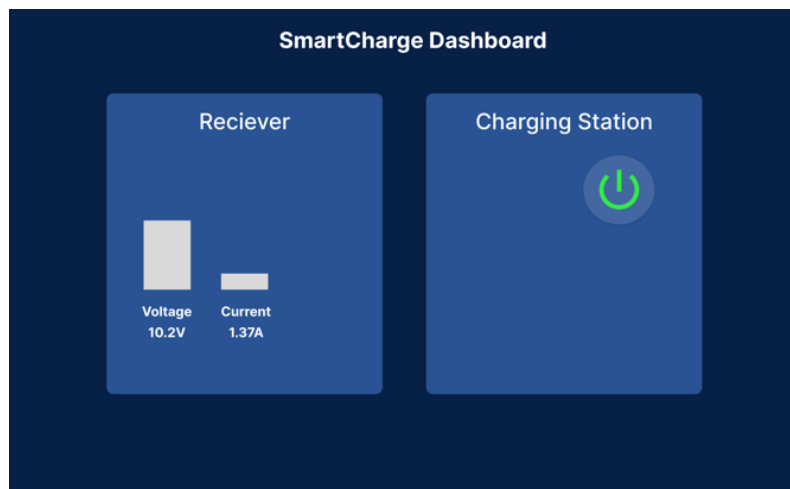 SmartCharge Dashboard
Reciever
Charging Station
Voltage
10.2V
Current
1.37A